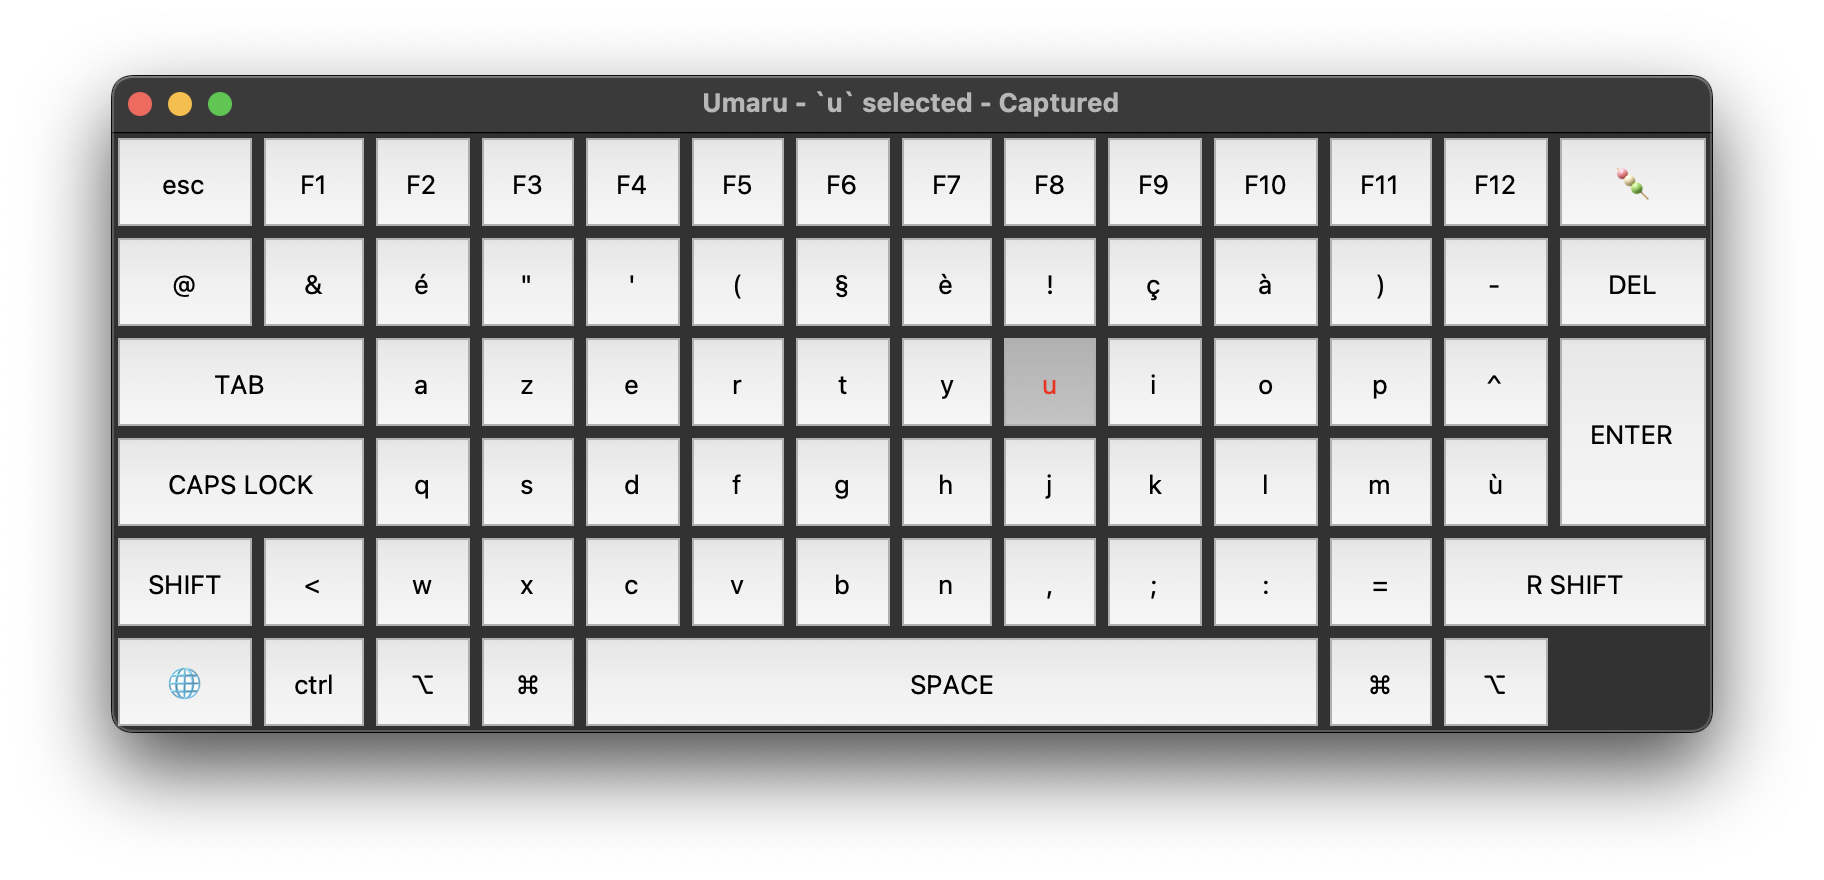 Umaru - `u` selected - Captured
esc F1 F2 F3 F4 F5 F6 F7 F8 F9 F10 F11 F12 🍡
@ & é " ' ( § è ! ç à ) - DEL
TAB a z e r t y u i o p ^
ENTER
CAPS LOCK q s d f g h j k l m ù
SHIFT < w x c v b n , ; : = R SHIFT
🌐 ctrl ⌥ ⌘ SPACE ⌘ ⌥